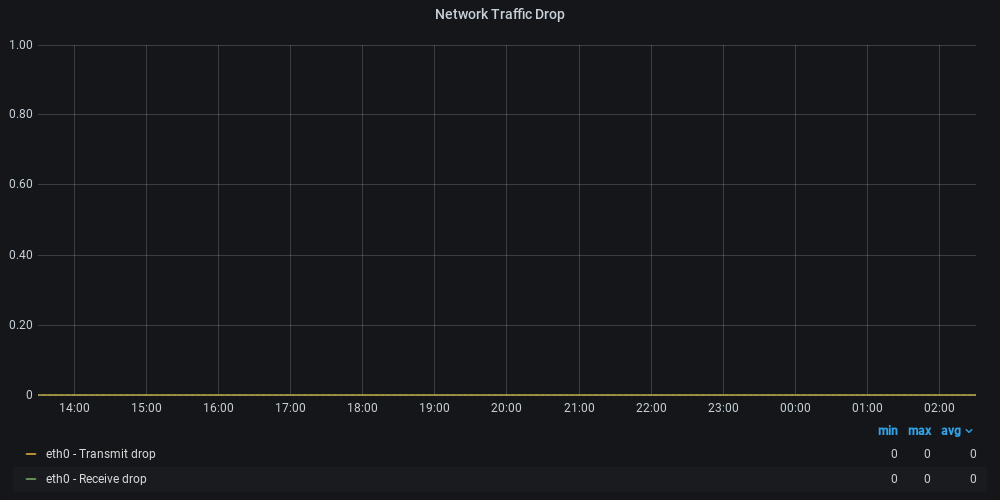 Network Traffic Drop
1.00
0.80
0.60
0.40
0.20
0
14:00 15:00 16:00 17:00 18:00 19:00 20:00 21:00 22:00 23:00 00:00 01:00 02:00
min max avg
eth0 - Transmit drop 0 0 0
eth0 - Receive drop 0 0 0